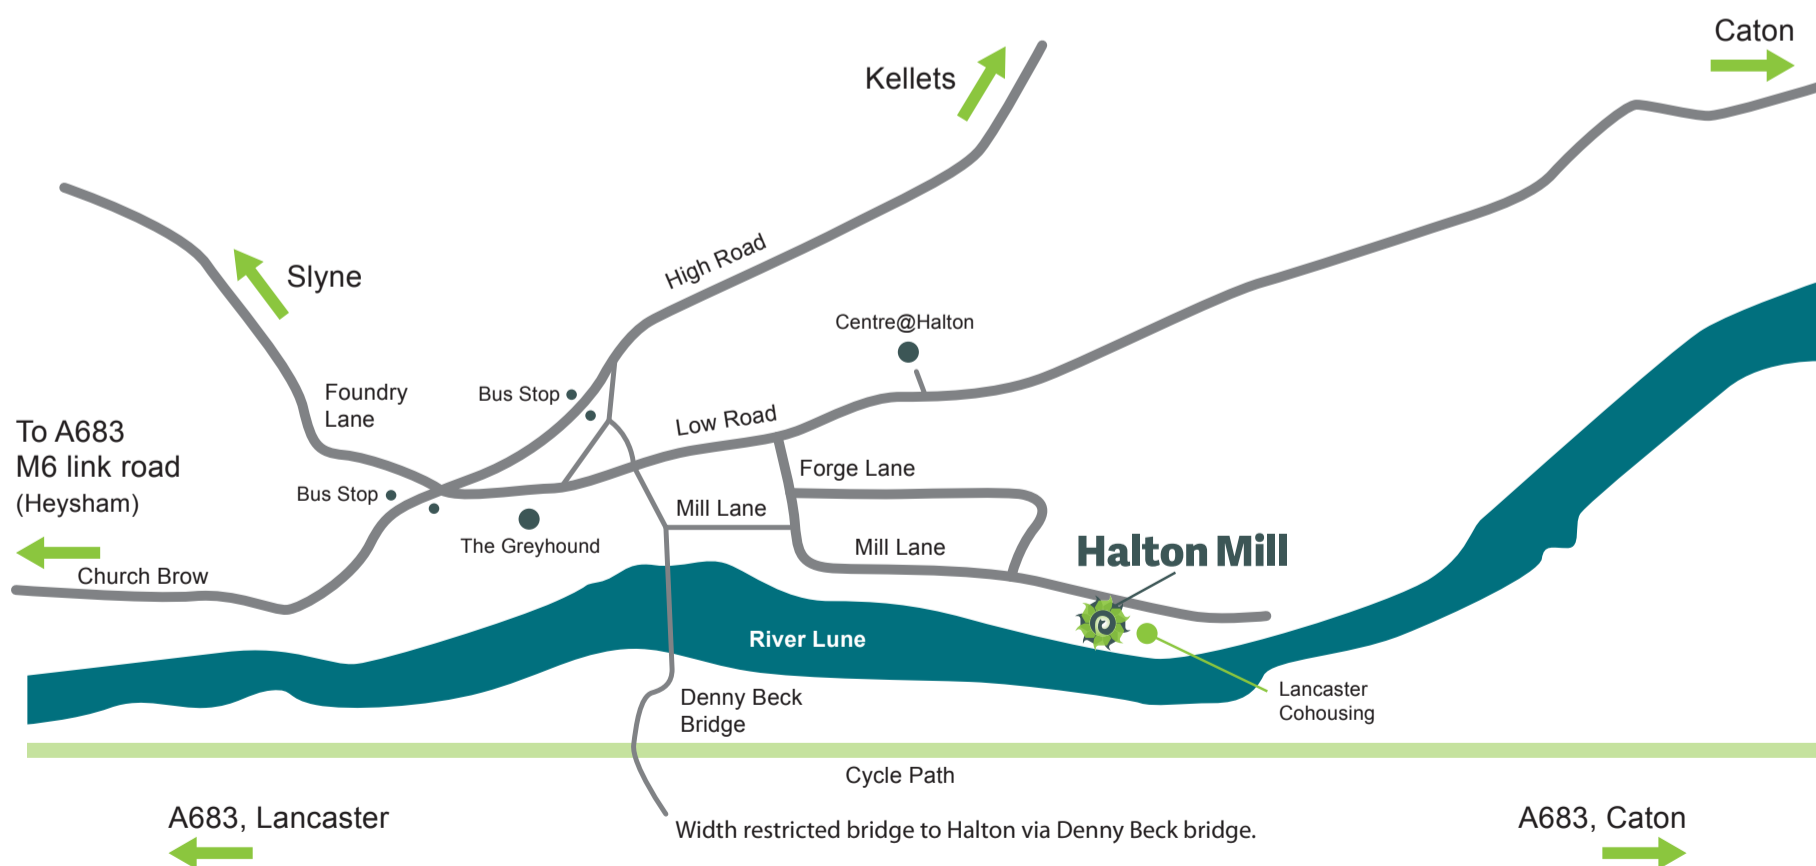 Caton
Kellets
Slyne
High Road
Centre@Halton
Bus Stop
Foundry
Lane
Low Road
To A683
M6 link road
(Heysham)
Forge Lane
Bus Stop
Mill Lane
The Greyhound
Mill Lane
Halton Mill
Church Brow
River Lune
Denny Beck
Bridge
Lancaster
Cohousing
Cycle Path
A683, Lancaster
Width restricted bridge to Halton via Denny Beck bridge.
A683, Caton